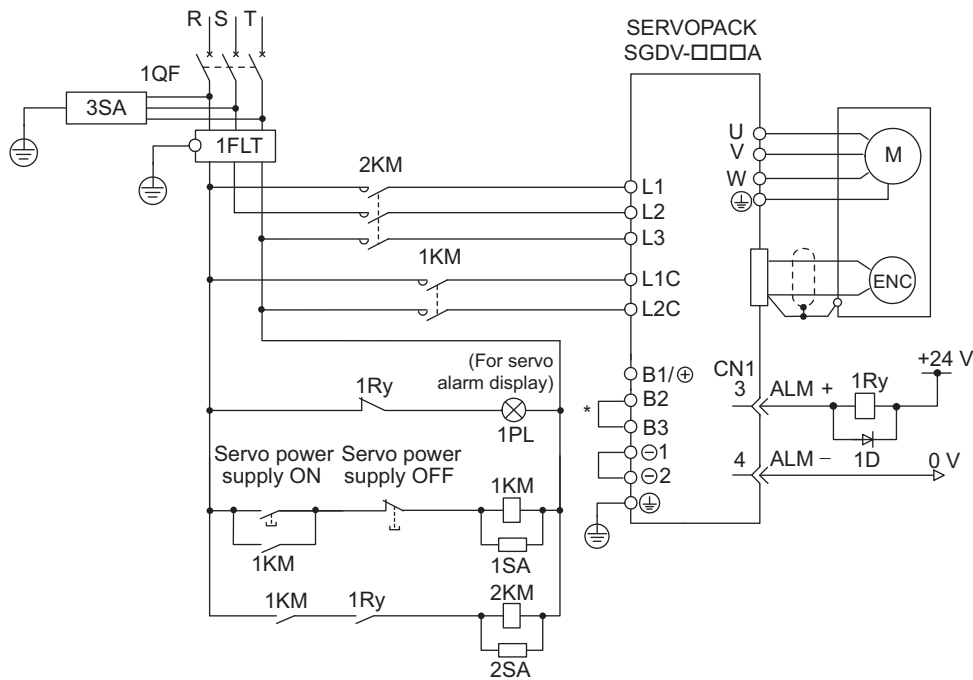 R S T
SERVOPACK
SGDV-□□□A
1QF
3SA
1FLT
2KM
L1
L2
L3
1KM
L1C
L2C
U
V
W
M
ENC
(For servo
alarm display)
1Ry
1PL
B1/⊕
* B2
B3
⊖1
⊖2
CN1
3 ALM +
1Ry
+24 V
1D
4 ALM −
0 V
Servo power
supply ON
Servo power
supply OFF
1KM
1KM
1SA
1KM
1Ry
2KM
2SA